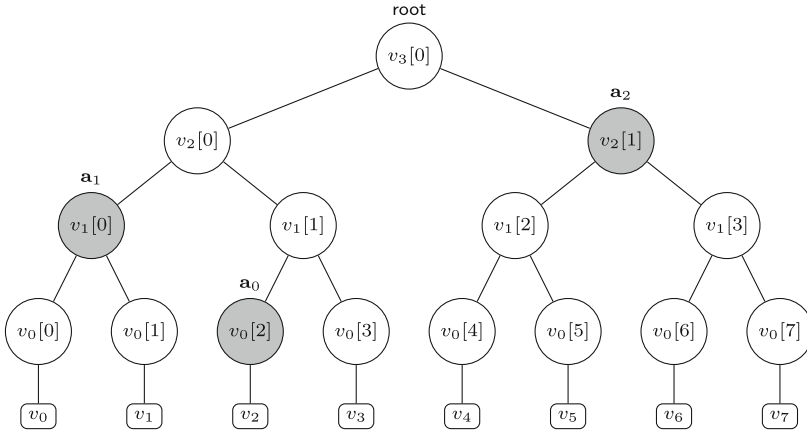 root
v₃[0]
a₂
v₂[0] v₂[1]
a₁
v₁[0] v₁[1] v₁[2] v₁[3]
a₀
v₀[0] v₀[1] v₀[2] v₀[3] v₀[4] v₀[5] v₀[6] v₀[7]
v₀ v₁ v₂ v₃ v₄ v₅ v₆ v₇